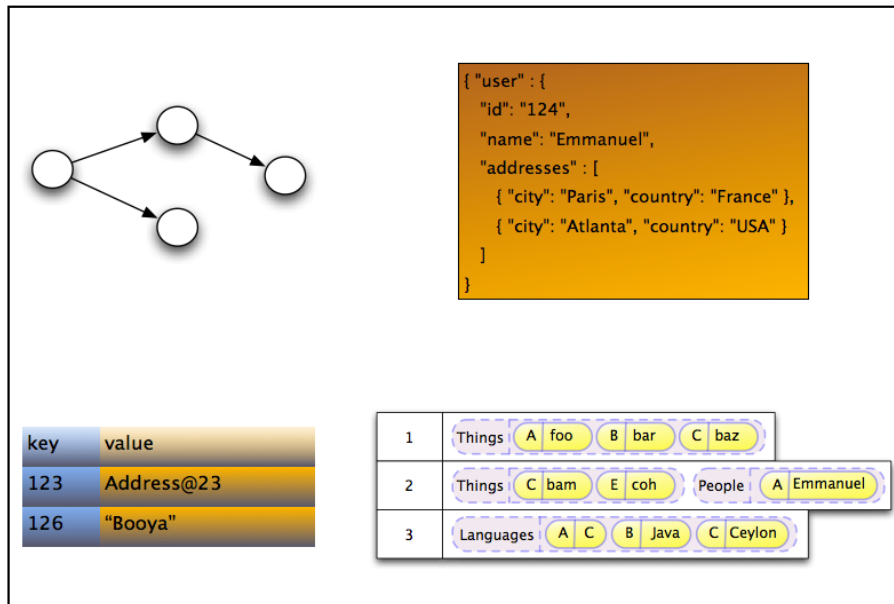 { "user" : {
"id": "124",
"name": "Emmanuel",
"addresses" : [
{ "city": "Paris", "country": "France" },
{ "city": "Atlanta", "country": "USA" }
]
}
key value
123 Address@23
126 “Booya”
1 Things A foo B bar C baz
2 Things C bam E coh People A Emmanuel
3 Languages A C B Java C Ceylon